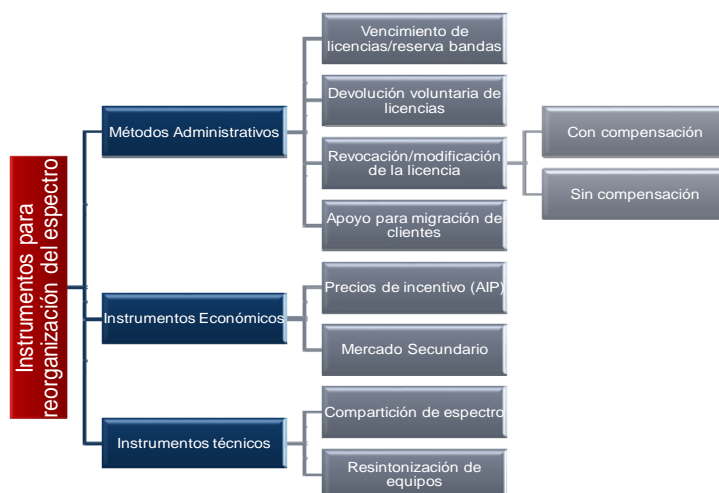 Instrumentos para
reorganización del espectro
Métodos Administrativos
Vencimiento de
licencias/reserva bandas
Devolución voluntaria de
licencias
Revocación/modificación
de la licencia
Con compensación
Sin compensación
Apoyo para migración de
clientes
Instrumentos Económicos
Precios de incentivo (AIP)
Mercado Secundario
Instrumentos técnicos
Compartición de espectro
Resintonización de
equipos